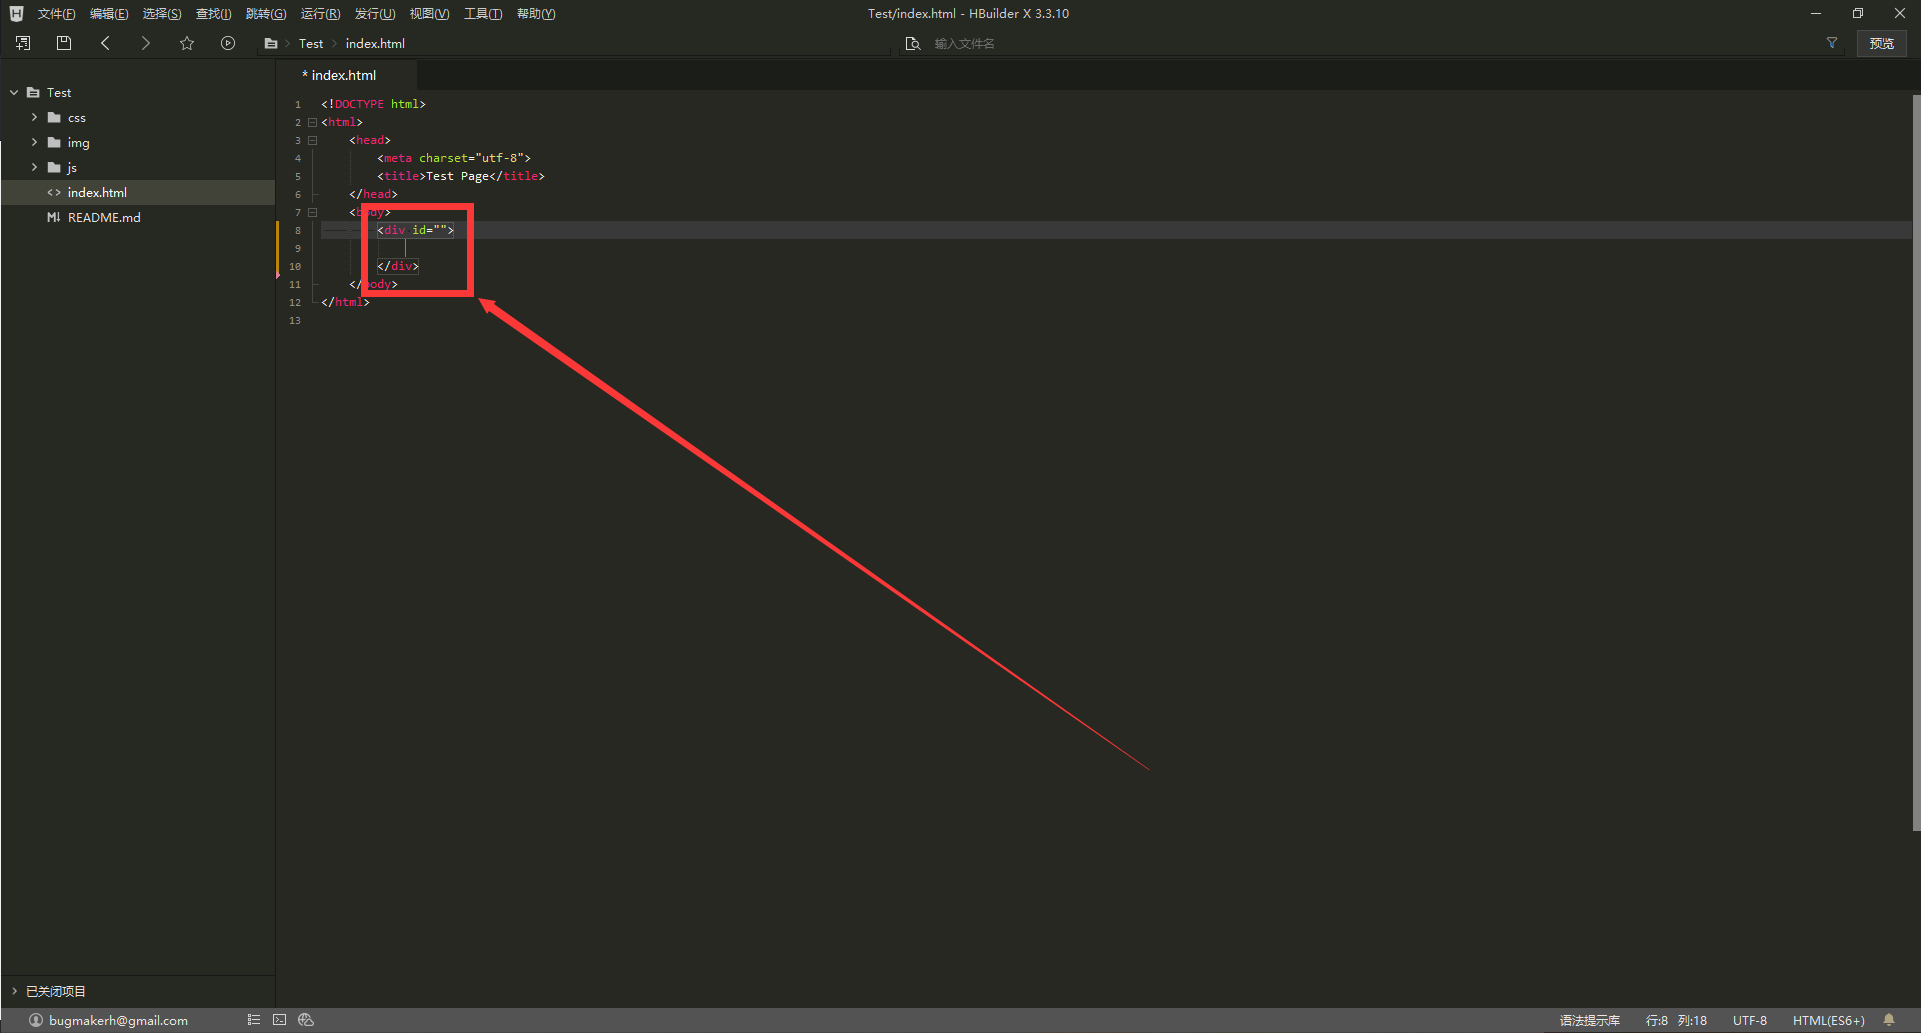 文件(F) 编辑(E) 选择(S) 查找(I) 跳转(G) 运行(R) 发行(U) 视图(V) 工具(T) 帮助(Y) Test/index.html - HBuilder X 3.3.10
Test index.html 输入文件名 预览
Test
css
img
js
index.html
README.md
* index.html
1 <!DOCTYPE html>
2 <html>
3 <head>
4 <meta charset="utf-8">
5 <title>Test Page</title>
6 </head>
7 <body>
8 <div id="">
9
10 </div>
11 </body>
12 </html>
13
已关闭项目
bugmakerh@gmail.com 语法提示库 行:8 列:18 UTF-8 HTML(ES6+)